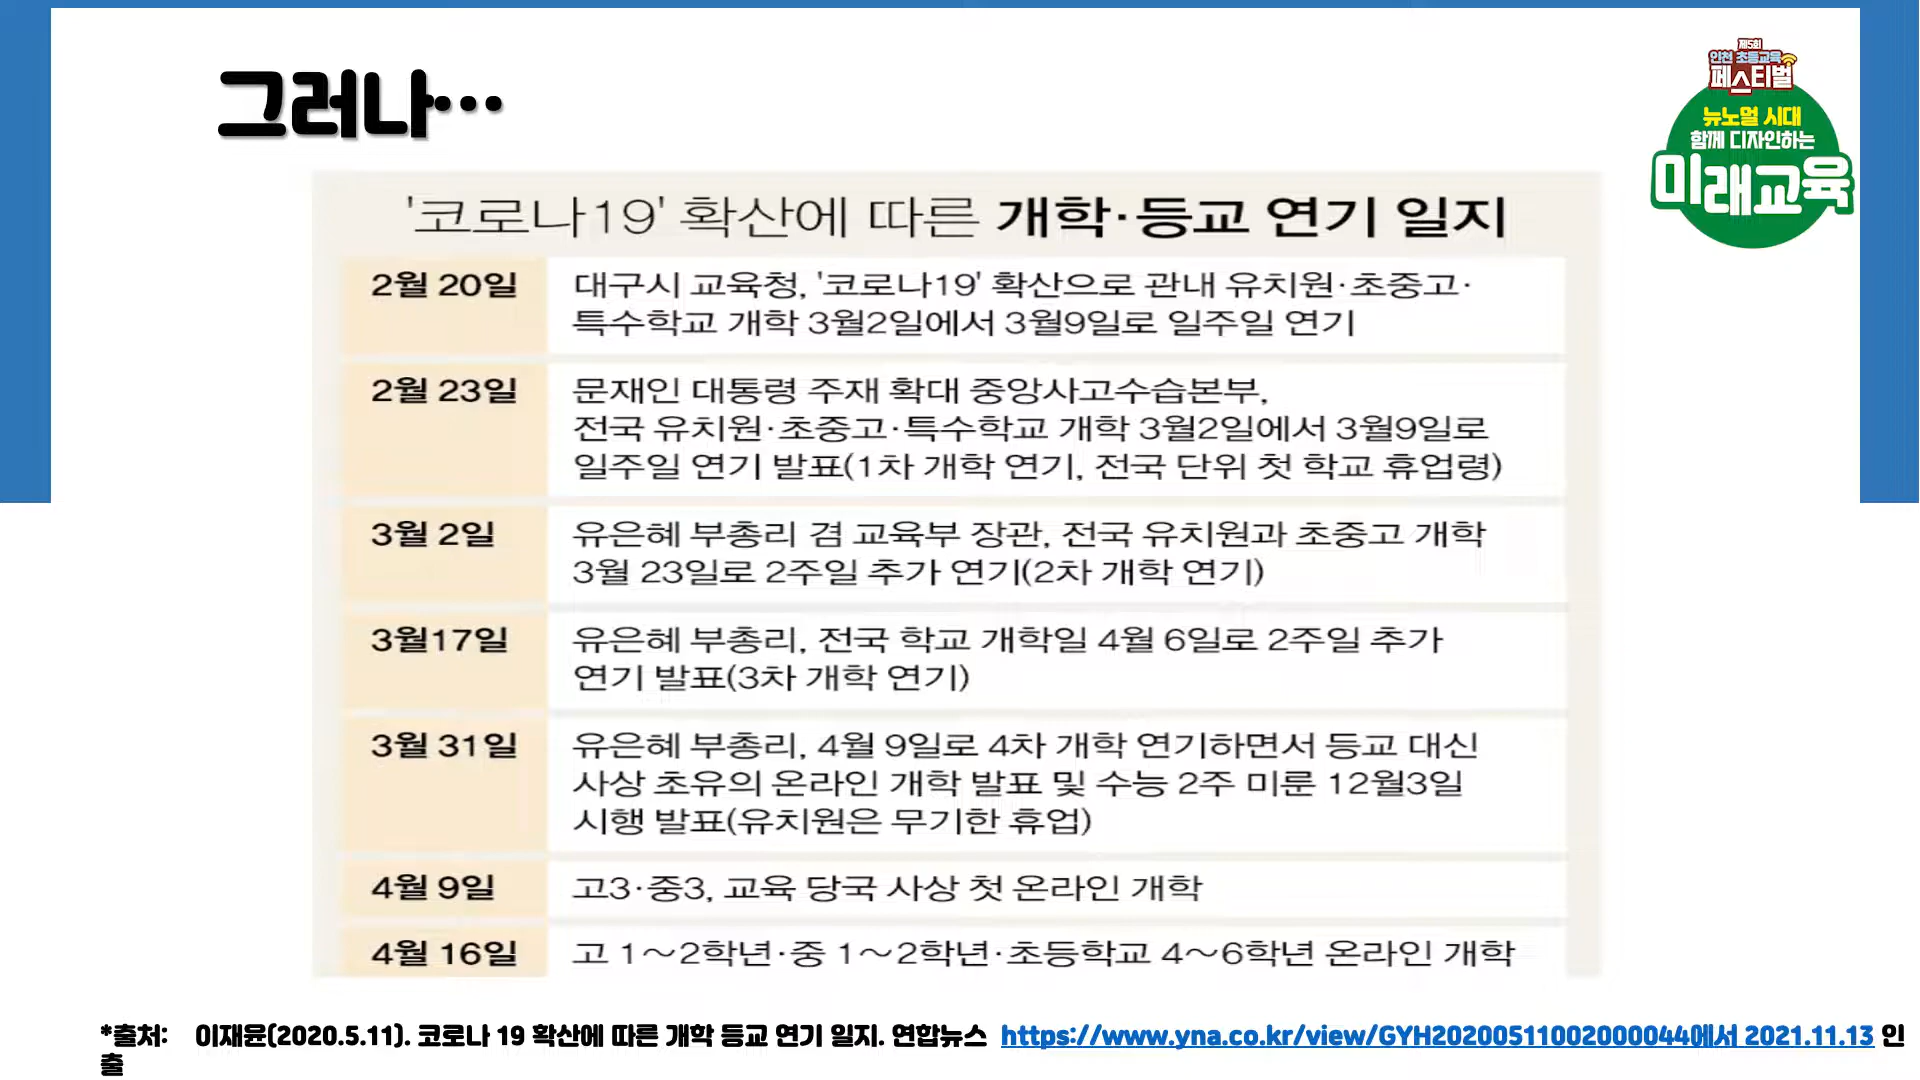 그러나…
제5회
인천 초등교육
페스티벌
뉴노멀 시대
함께 디자인하는
미래교육
'코로나19' 확산에 따른 개학·등교 연기 일지
2월 20일
대구시 교육청, '코로나19' 확산으로 관내 유치원·초중고·
특수학교 개학 3월2일에서 3월9일로 일주일 연기
2월 23일
문재인 대통령 주재 확대 중앙사고수습본부,
전국 유치원·초중고·특수학교 개학 3월2일에서 3월9일로
일주일 연기 발표(1차 개학 연기, 전국 단위 첫 학교 휴업령)
3월 2일
유은혜 부총리 겸 교육부 장관, 전국 유치원과 초중고 개학
3월 23일로 2주일 추가 연기(2차 개학 연기)
3월17일
유은혜 부총리, 전국 학교 개학일 4월 6일로 2주일 추가
연기 발표(3차 개학 연기)
3월 31일
유은혜 부총리, 4월 9일로 4차 개학 연기하면서 등교 대신
사상 초유의 온라인 개학 발표 및 수능 2주 미룬 12월3일
시행 발표(유치원은 무기한 휴업)
4월 9일
고3·중3, 교육 당국 사상 첫 온라인 개학
4월 16일
고 1～2학년·중 1～2학년·초등학교 4～6학년 온라인 개학
*출처: 이재윤(2020.5.11). 코로나 19 확산에 따른 개학 등교 연기 일지. 연합뉴스 https://www.yna.co.kr/view/GYH20200511002000044에서 2021.11.13 인
출